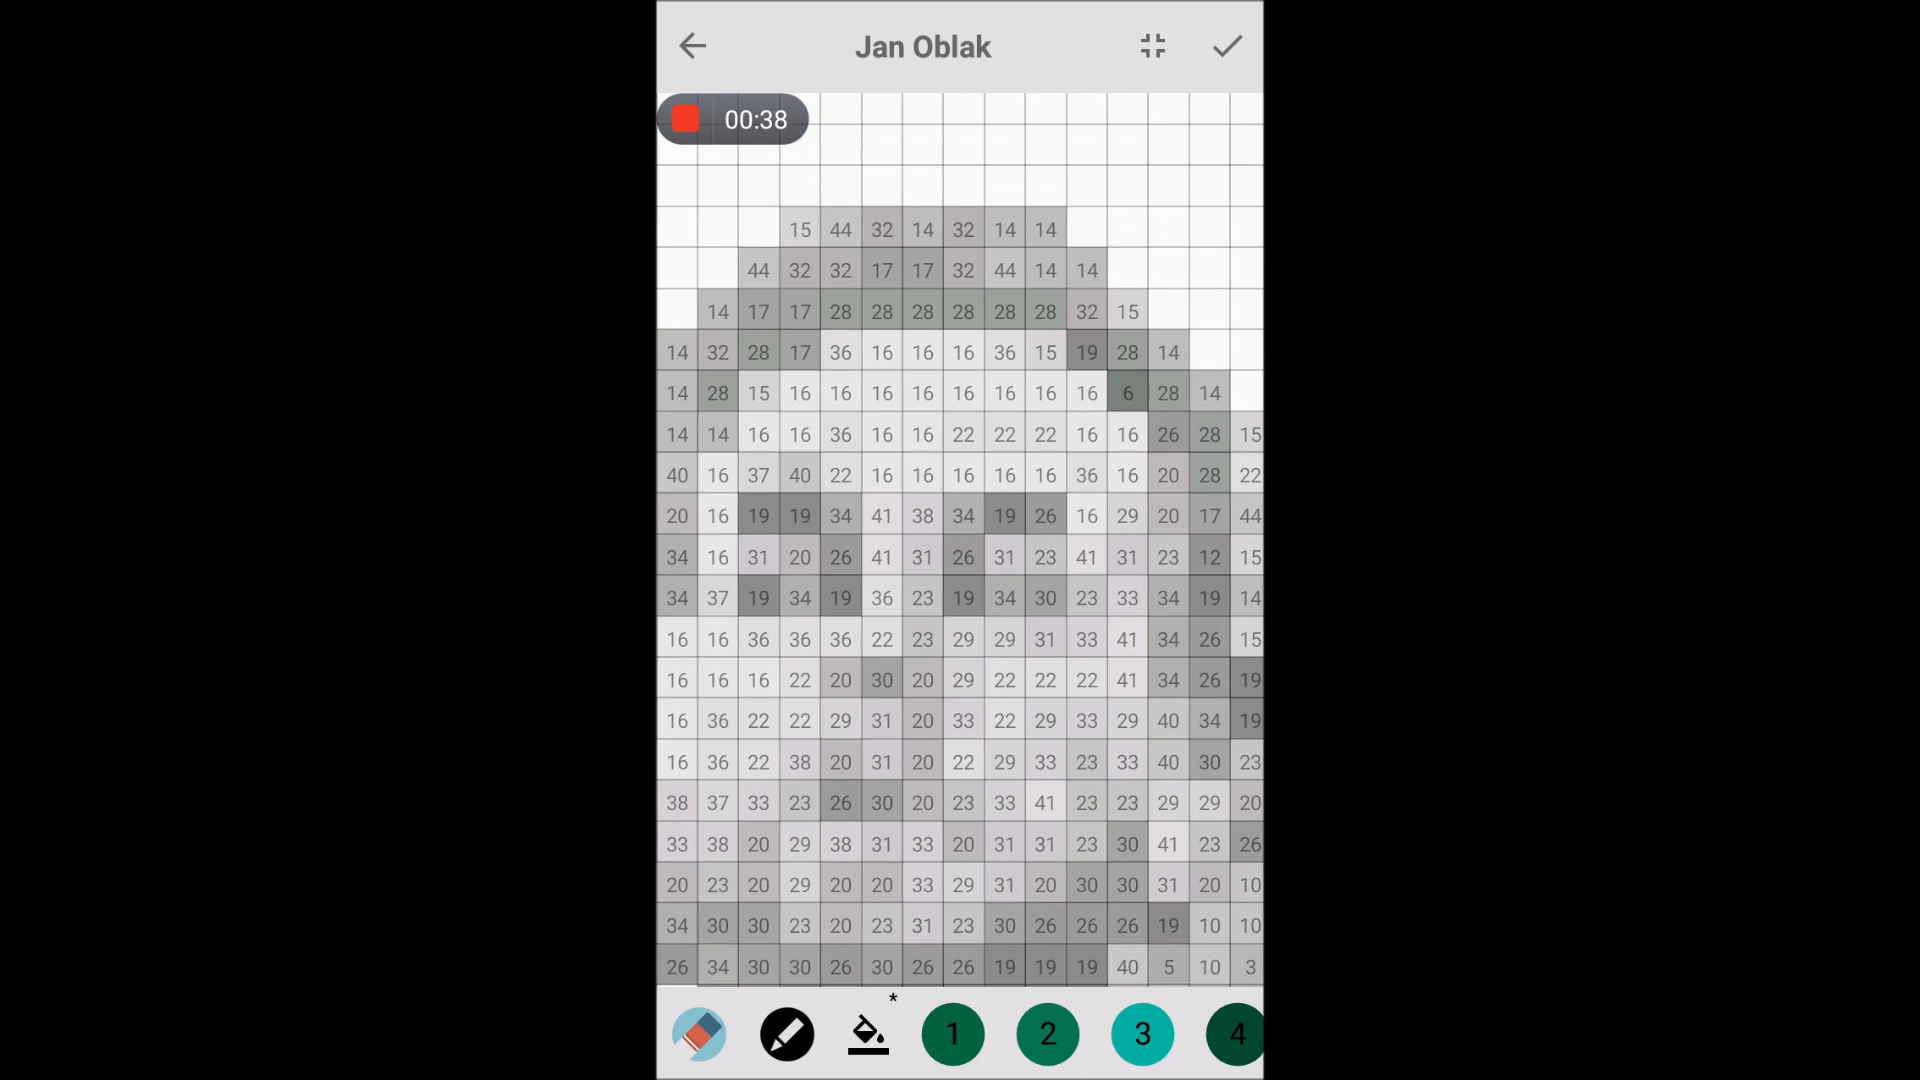 Jan Oblak
00:38
15 44 32 14 32 14 14
44 32 32 17 17 32 44 14 14
14 17 17 28 28 28 28 28 28 32 15
14 32 28 17 36 16 16 16 36 15 19 28 14
14 28 15 16 16 16 16 16 16 16 16 6 28 14
14 14 16 16 36 16 16 22 22 22 16 16 26 28 15
40 16 37 40 22 16 16 16 16 16 36 16 20 28 22
20 16 19 19 34 41 38 34 19 26 16 29 20 17 44
34 16 31 20 26 41 31 26 31 23 41 31 23 12 15
34 37 19 34 19 36 23 19 34 30 23 33 34 19 14
16 16 36 36 36 22 23 29 29 31 33 41 34 26 15
16 16 16 22 20 30 20 29 22 22 22 41 34 26 19
16 36 22 22 29 31 20 33 22 29 33 29 40 34 19
16 36 22 38 20 31 20 22 29 33 23 33 40 30 23
38 37 33 23 26 30 20 23 33 41 23 23 29 29 20
33 38 20 29 38 31 33 20 31 31 23 30 41 23 26
20 23 20 29 20 20 33 29 31 20 30 30 31 20 10
34 30 30 23 20 23 31 23 30 26 26 26 19 10 10
26 34 30 30 26 30 26 26 19 19 19 40 5 10 3
*
1 2 3 4